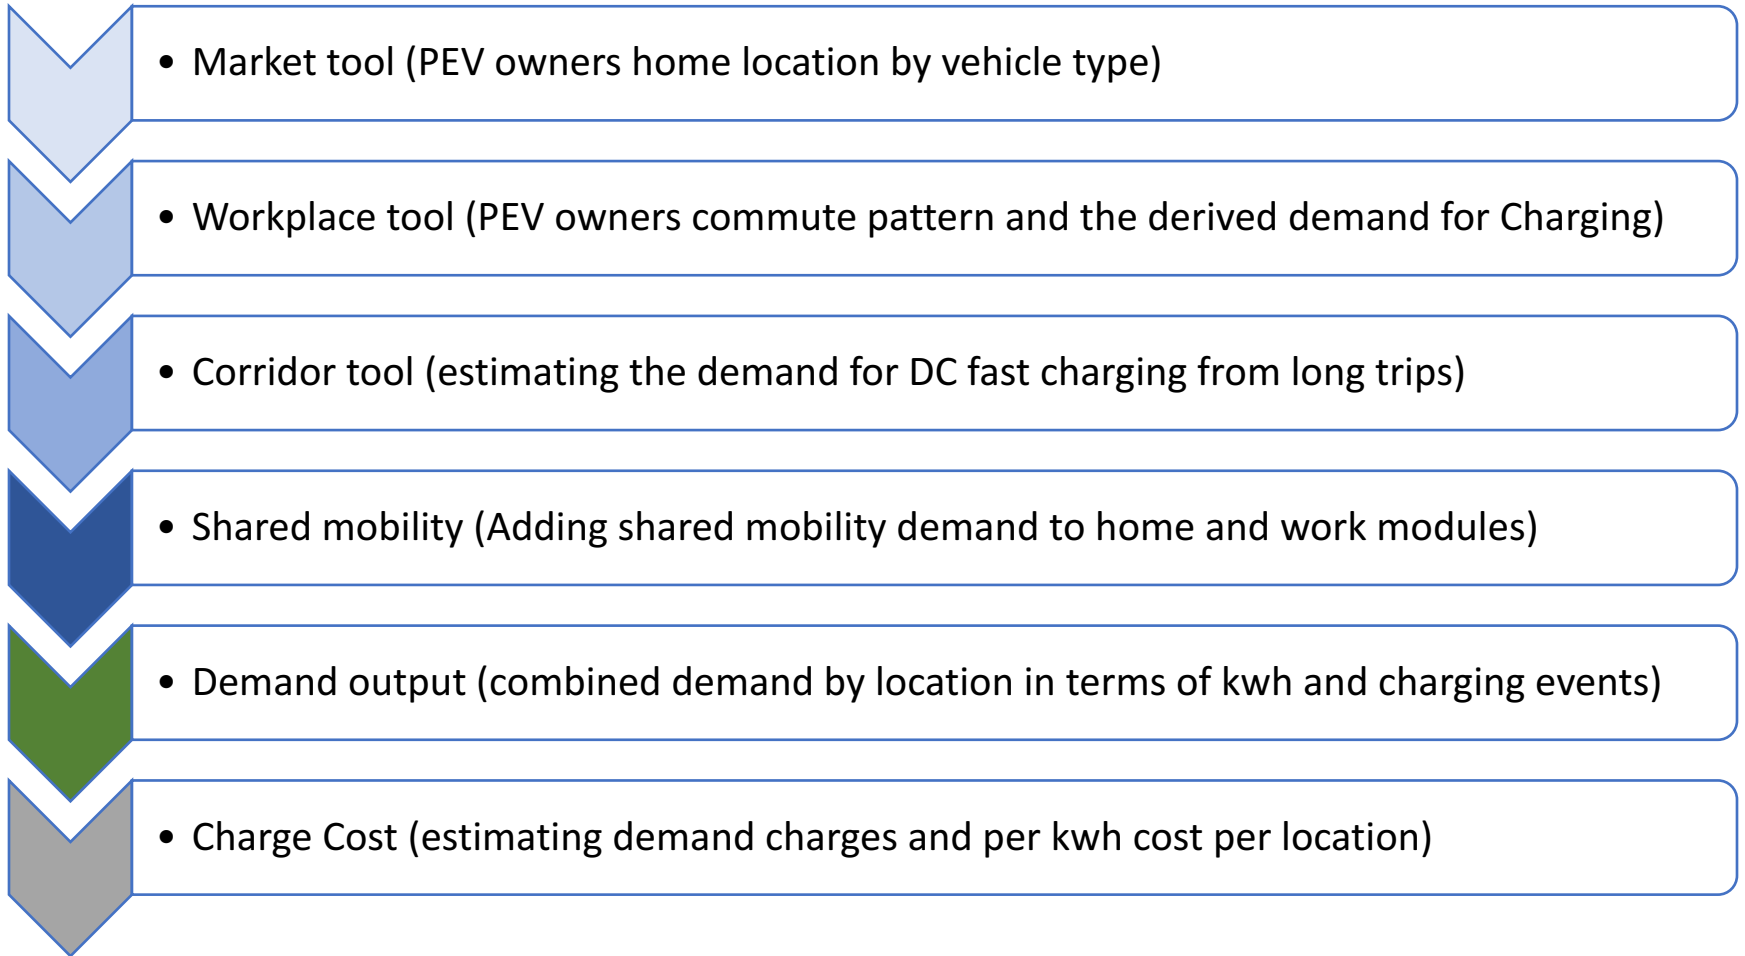 • Market tool (PEV owners home location by vehicle type)
• Workplace tool (PEV owners commute pattern and the derived demand for Charging)
• Corridor tool (estimating the demand for DC fast charging from long trips)
• Shared mobility (Adding shared mobility demand to home and work modules)
• Demand output (combined demand by location in terms of kwh and charging events)
• Charge Cost (estimating demand charges and per kwh cost per location)